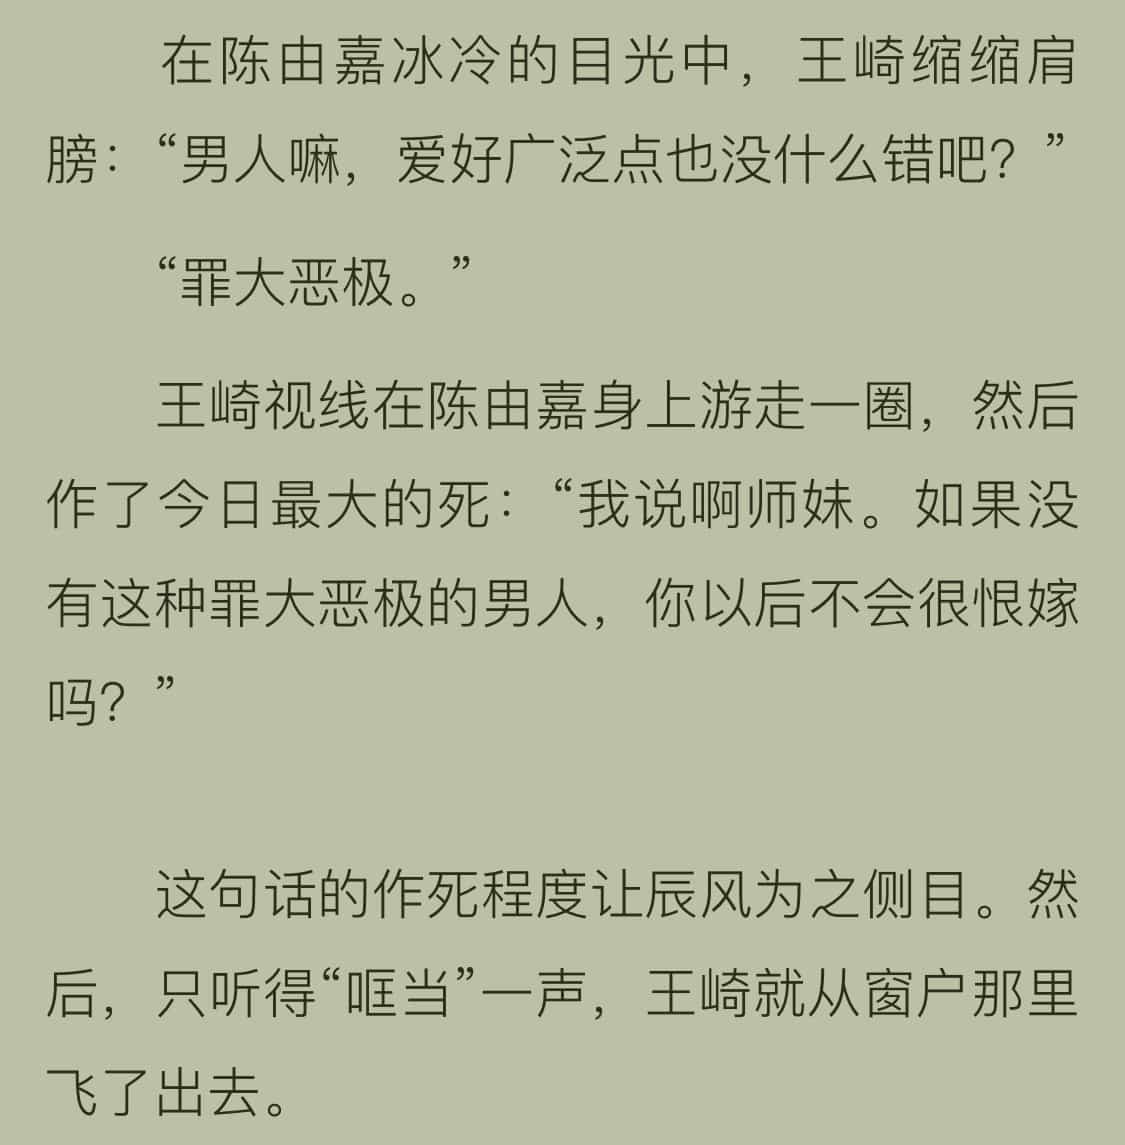 在陈由嘉冰冷的目光中，王崎缩缩肩
膀：“男人嘛，爱好广泛点也没什么错吧？”
“罪大恶极。”
王崎视线在陈由嘉身上游走一圈，然后
作了今日最大的死：“我说啊师妹。如果没
有这种罪大恶极的男人，你以后不会很恨嫁
吗？”
这句话的作死程度让辰风为之侧目。然
后，只听得“哐当”一声，王崎就从窗户那里
飞了出去。